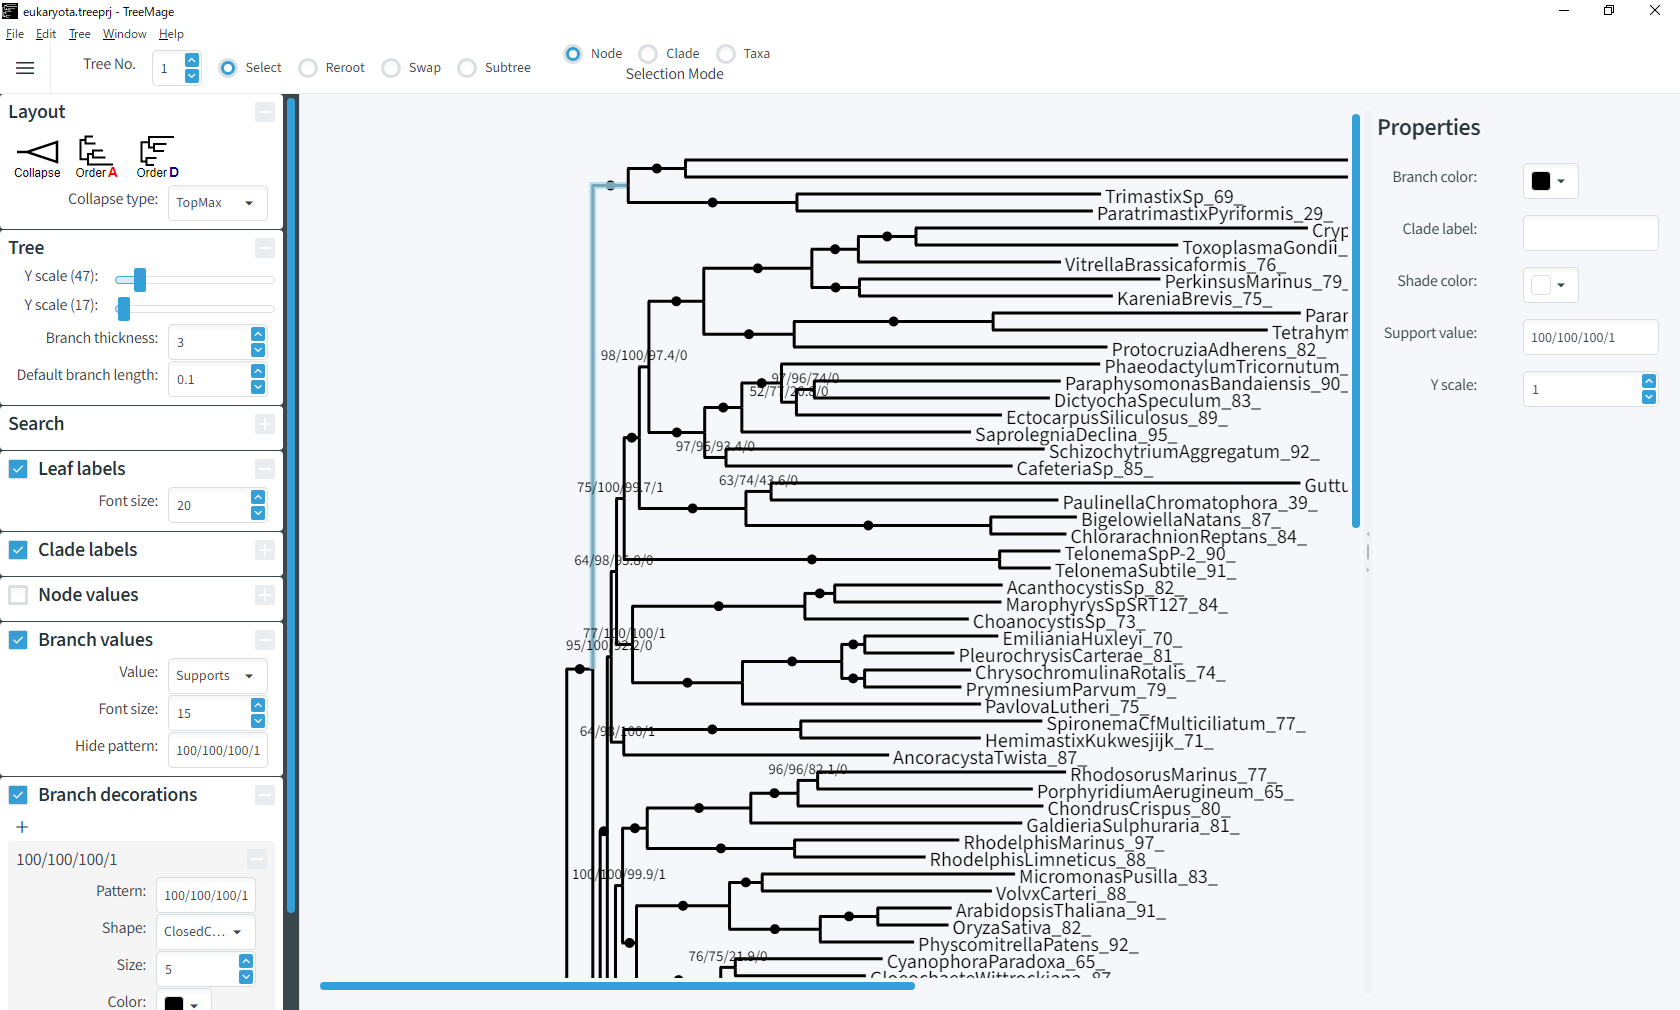 eukaryota.treeprj - TreeMage
File Edit Tree Window Help
Tree No. 1 Select Reroot Swap Subtree Node Clade Taxa
Selection Mode
Layout
Collapse Order A Order D
Collapse type: TopMax
Tree
Y scale (47):
Y scale (17):
Branch thickness: 3
Default branch length: 0.1
Search
Leaf labels
Font size: 20
Clade labels
Node values
Branch values
Value: Supports
Font size: 15
Hide pattern: 100/100/100/1
Branch decorations
+
100/100/100/1
Pattern: 100/100/100/1
Shape: ClosedC...
Size: 5
Color:
TrimastixSp_69_
ParatrimastixPyriformis_29_
Cryp
ToxoplasmaGondii_
VitrellaBrassicaformis_76_
PerkinsusMarinus_79_
KareniaBrevis_75_
Parar
Tetrahym
ProtocruziaAdherens_82_
98/100/97.4/0
PhaeodactylumTricornutum_
97/96/74/0
ParaphysomonasBandaiensis_90_
52/77/20.8/0
DictyochaSpeculum_83_
EctocarpusSiliculosus_89_
SaprolegniaDeclina_95_
97/95/93.4/0
SchizochytriumAggregatum_92_
CafeteriaSp_85_
63/74/43.6/0
75/100/99.7/1
Guttu
PaulinellaChromatophora_39_
BigelowiellaNatans_87_
ChlorarachnionReptans_84_
TelonemaSpP-2_90_
64/98/95.8/0
TelonemaSubtile_91_
AcanthocystisSp_82_
MarophyrysSpSRT127_84_
ChoanocystisSp_73_
77/100/100/1
EmilianiaHuxleyi_70_
95/100/92.2/0
PleurochrysisCarterae_81_
ChrysochromulinaRotalis_74_
PrymnesiumParvum_79_
PavlovaLutheri_75_
SpironemaCfMulticiliatum_77_
64/98/100/1
HemimastixKukwesjijk_71_
AncoracystaTwista_87_
96/96/82.1/0
RhodosorusMarinus_77_
PorphyridiumAerugineum_65_
ChondrusCrispus_80_
GaldieriaSulphuraria_81_
RhodelphisMarinus_97_
RhodelphisLimneticus_88_
100/100/99.9/1
MicromonasPusilla_83_
VolvxCarteri_88_
ArabidopsisThaliana_91_
OryzaSativa_82_
PhyscomitrellaPatens_92_
76/75/21.9/0
CyanophoraParadoxa_65_
GloeochaeteWittrockiana_87_
Properties
Branch color:
Clade label:
Shade color:
Support value: 100/100/100/1
Y scale: 1